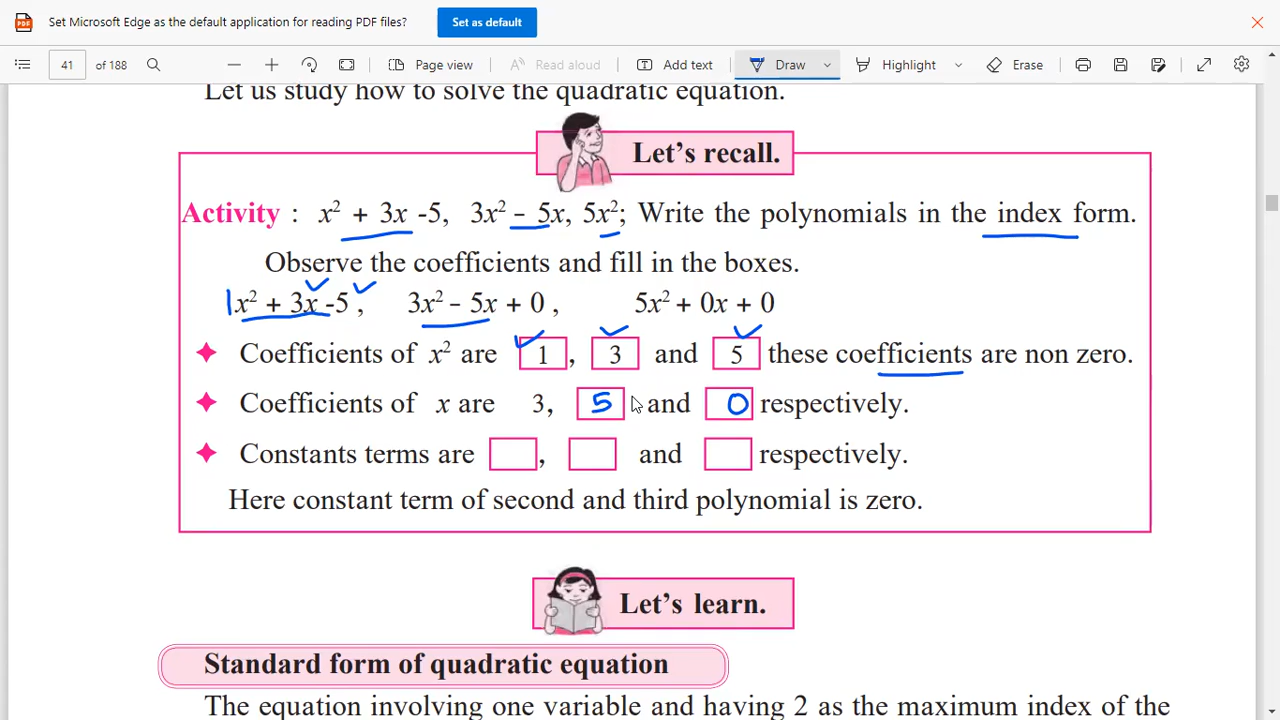 PDF Set Microsoft Edge as the default application for reading PDF files? Set as default
41 of 188 Page view Read aloud Add text Draw Highlight Erase
Let us study how to solve the quadratic equation.
Let's recall.
Activity : x² + 3x -5, 3x² – 5x, 5x²; Write the polynomials in the index form.
Observe the coefficients and fill in the boxes.
1x² + 3x -5 , 3x² – 5x + 0 , 5x² + 0x + 0
Coefficients of x² are 1 , 3 and 5 these coefficients are non zero.
Coefficients of x are 3, 5 and 0 respectively.
Constants terms are , and respectively.
Here constant term of second and third polynomial is zero.
Let's learn.
Standard form of quadratic equation
The equation involving one variable and having 2 as the maximum index of the